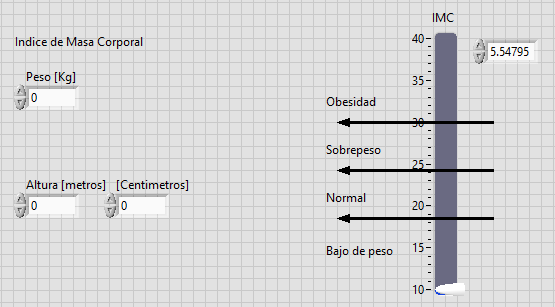 IMC
Indice de Masa Corporal
40
5.54795
Peso [Kg]
35
0
Obesidad
30
Sobrepeso
25
Altura [metros] [Centimetros]
Normal
0 0
20
15
Bajo de peso
10